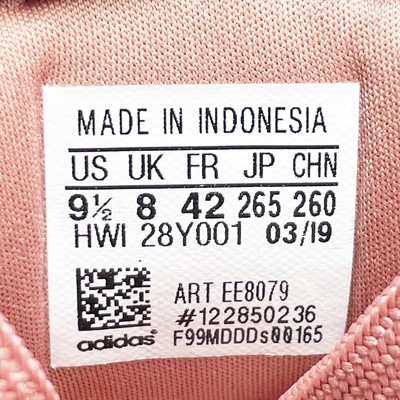 MADE IN INDONESIA
US UK FR JP CHN
9½ 8 42 265 260
HWI 28Y001 03/19
ART EE8079
#122850236
adidas F99MDDDs00165